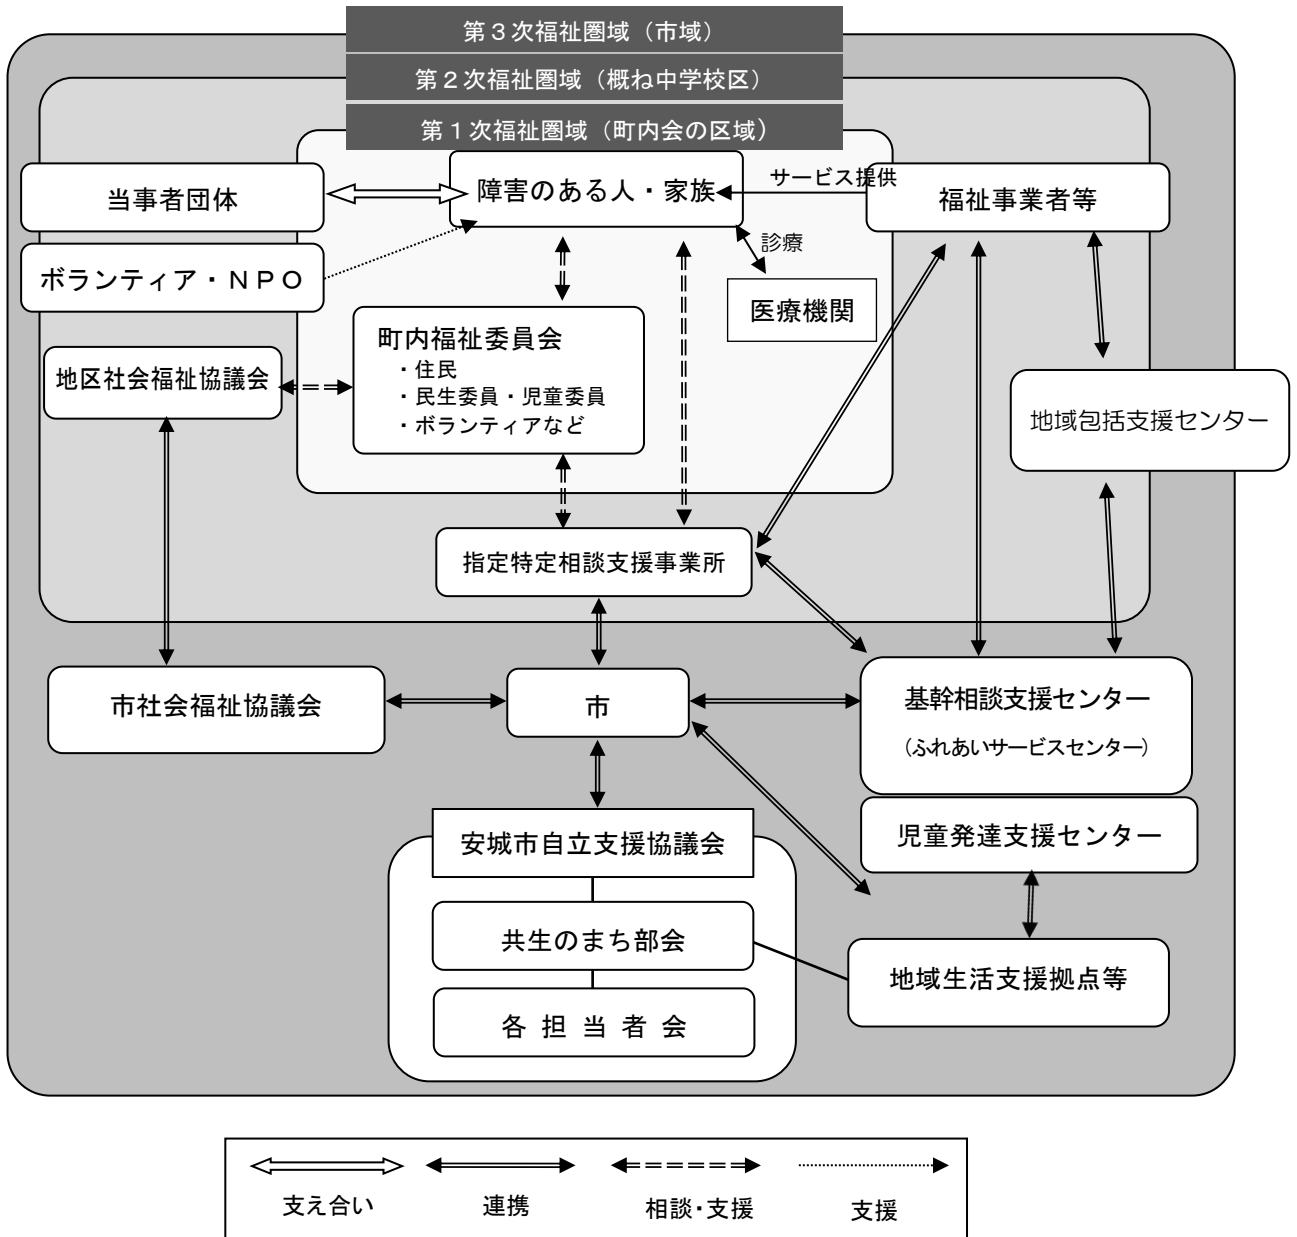 第３次福祉圏域（市域）
第２次福祉圏域（概ね中学校区）
第１次福祉圏域（町内会の区域）
当事者団体
障害のある人・家族
サービス提供
福祉事業者等
ボランティア・ＮＰＯ
診療
医療機関
町内福祉委員会
・住民
・民生委員・児童委員
・ボランティアなど
地区社会福祉協議会
地域包括支援センター
指定特定相談支援事業所
市社会福祉協議会
市
基幹相談支援センター
（ふれあいサービスセンター）
児童発達支援センター
安城市自立支援協議会
共生のまち部会
各担当者会
地域生活支援拠点等
支え合い
連携
相談・支援
支援